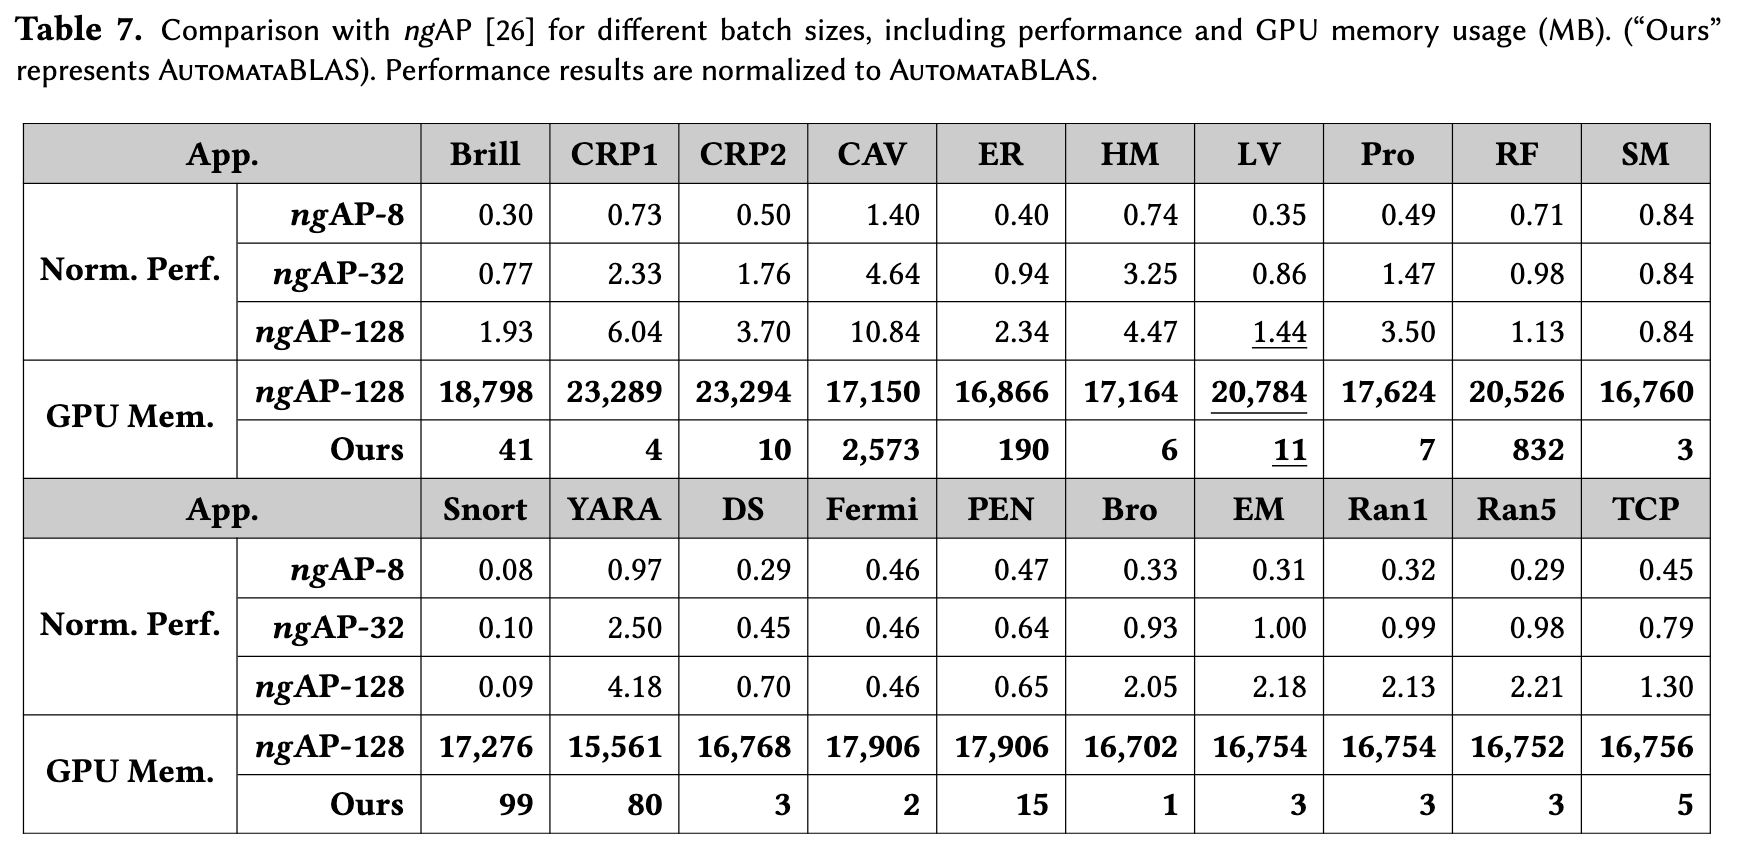 Table 7. Comparison with ngAP [26] for different batch sizes, including performance and GPU memory usage (MB). (“Ours”
represents AUTOMATABLAS). Performance results are normalized to AUTOMATABLAS.
App. Brill CRP1 CRP2 CAV ER HM LV Pro RF SM
Norm. Perf.
ngAP-8 0.30 0.73 0.50 1.40 0.40 0.74 0.35 0.49 0.71 0.84
ngAP-32 0.77 2.33 1.76 4.64 0.94 3.25 0.86 1.47 0.98 0.84
ngAP-128 1.93 6.04 3.70 10.84 2.34 4.47 1.44 3.50 1.13 0.84
GPU Mem.
ngAP-128 18,798 23,289 23,294 17,150 16,866 17,164 20,784 17,624 20,526 16,760
Ours 41 4 10 2,573 190 6 11 7 832 3
App. Snort YARA DS Fermi PEN Bro EM Ran1 Ran5 TCP
Norm. Perf.
ngAP-8 0.08 0.97 0.29 0.46 0.47 0.33 0.31 0.32 0.29 0.45
ngAP-32 0.10 2.50 0.45 0.46 0.64 0.93 1.00 0.99 0.98 0.79
ngAP-128 0.09 4.18 0.70 0.46 0.65 2.05 2.18 2.13 2.21 1.30
GPU Mem.
ngAP-128 17,276 15,561 16,768 17,906 17,906 16,702 16,754 16,754 16,752 16,756
Ours 99 80 3 2 15 1 3 3 3 5